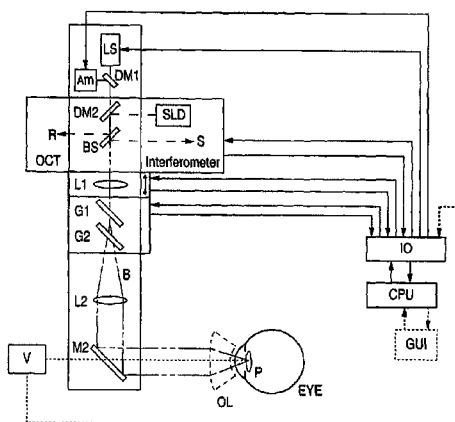 LS
Am
DM1
DM2
SLD
R
BS
S
OCT
Interferometer
L1
G1
G2
IO
B
CPU
L2
GUI
M2
V
P
OL
EYE